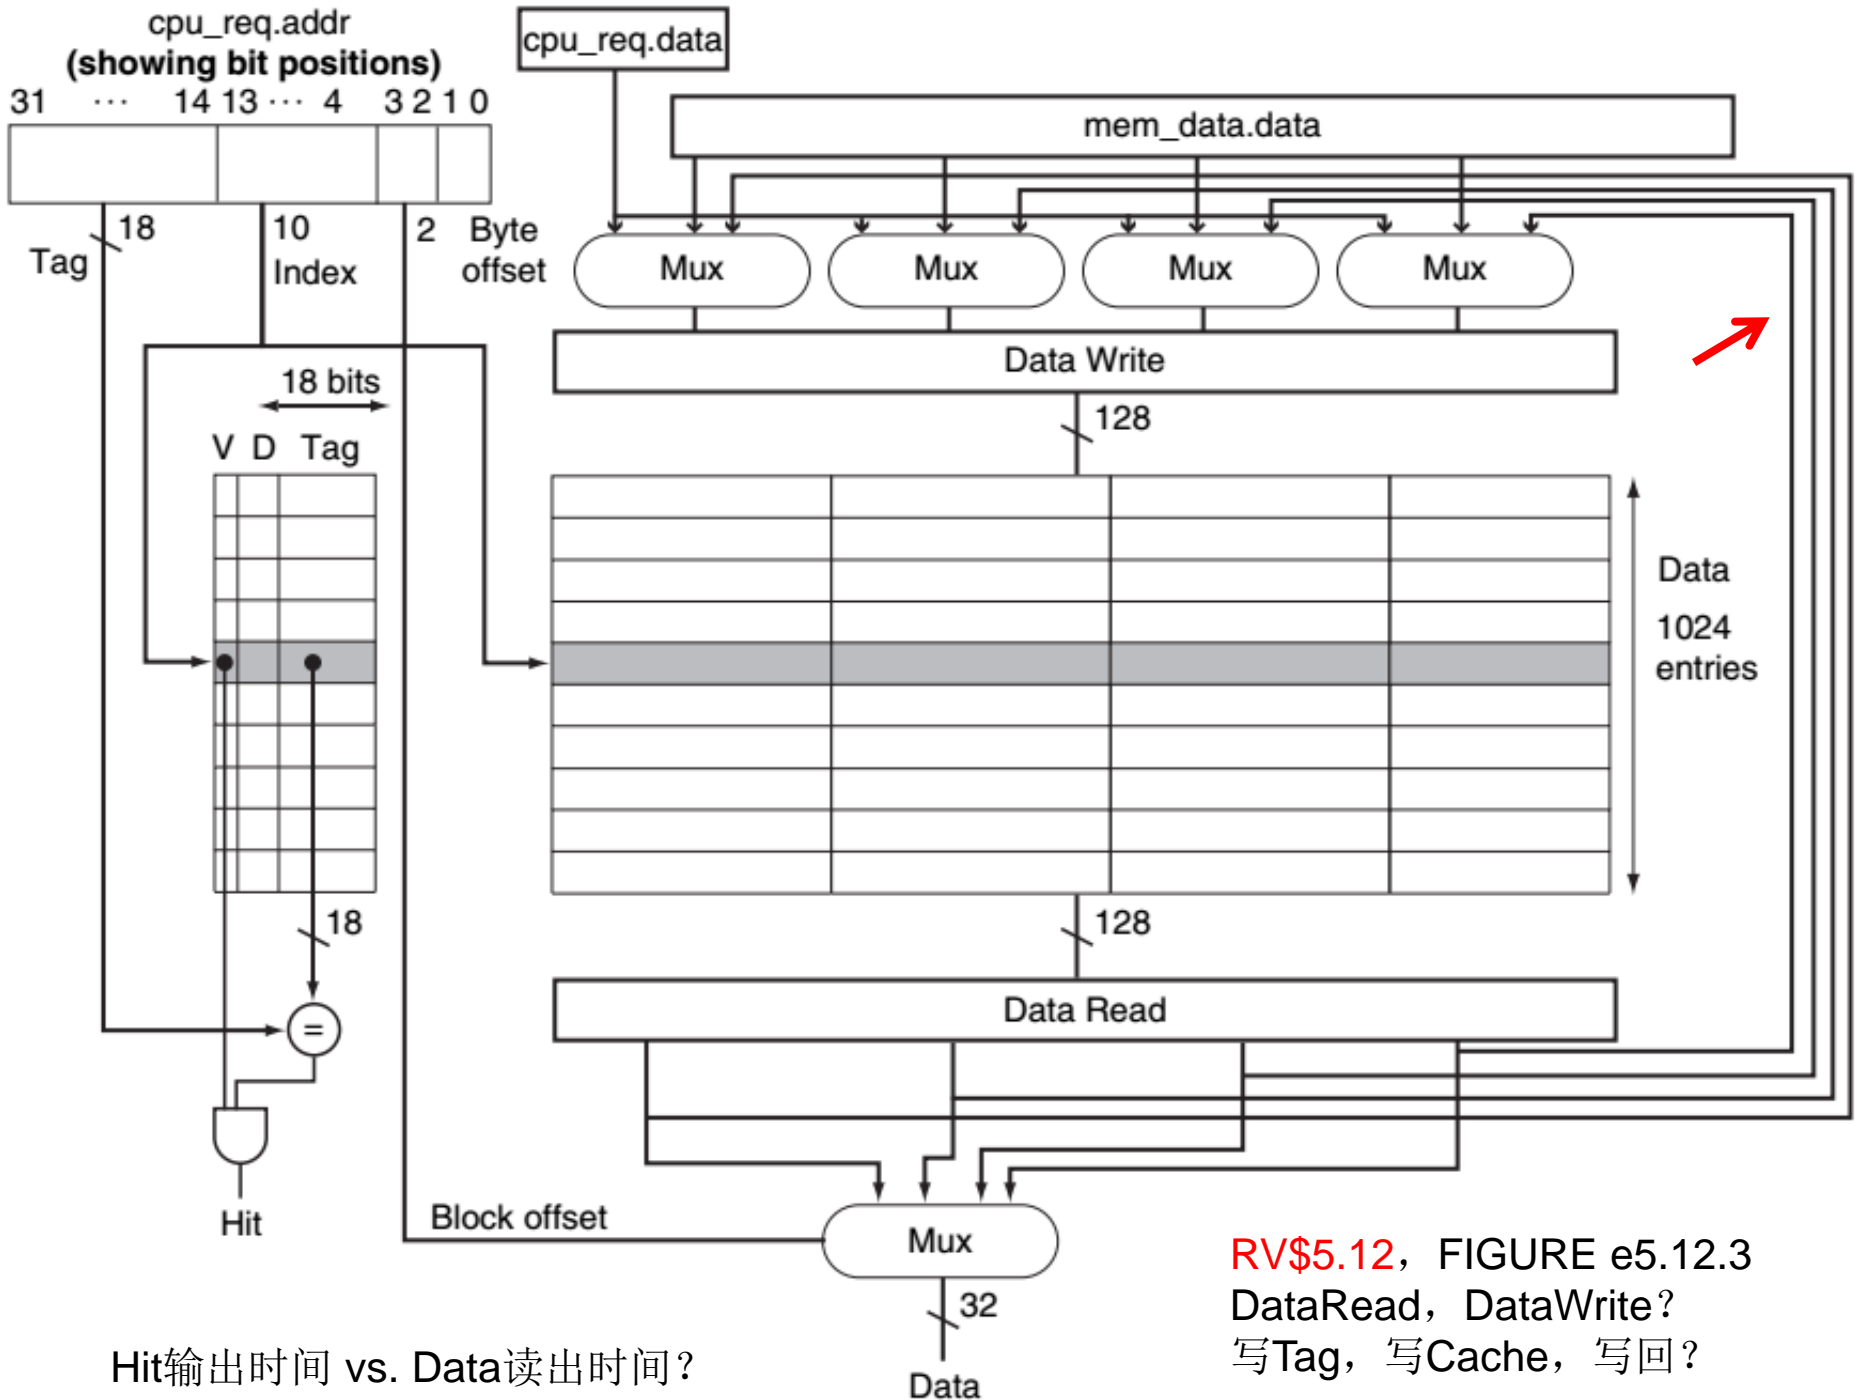 cpu_req.addr
(showing bit positions)
31 ··· 14 13 ··· 4 3 2 1 0
cpu_req.data
mem_data.data
18
10
2
Byte
offset
Tag
Index
Mux
Mux
Mux
Mux
Data Write
18 bits
128
V D Tag
Data
1024
entries
18
128
Data Read
=
Hit
Block offset
Mux
32
Data
RV$5.12，FIGURE e5.12.3
DataRead，DataWrite？
写Tag，写Cache，写回？
Hit输出时间 vs. Data读出时间？